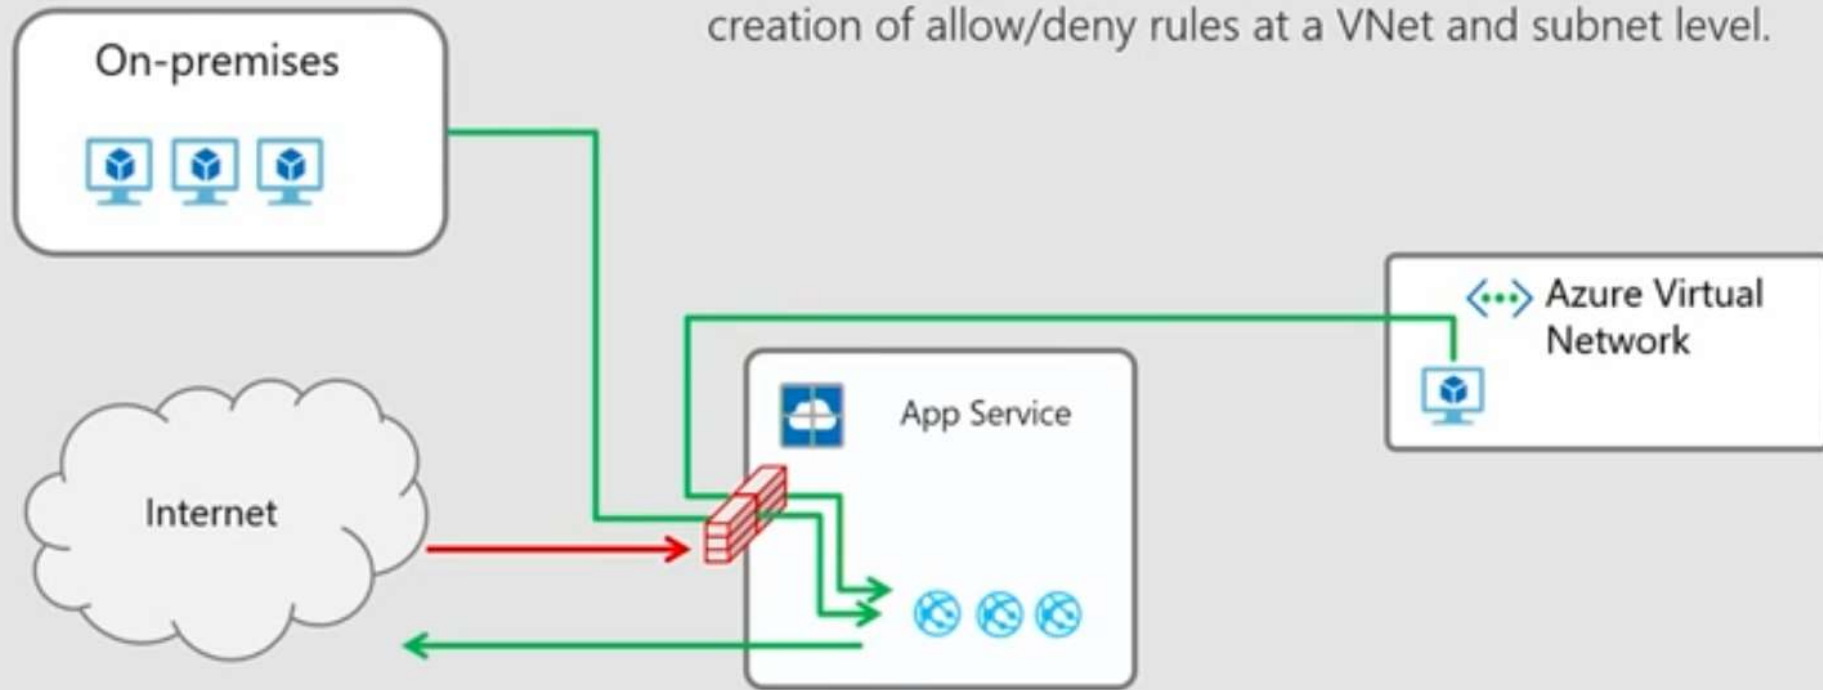 creation of allow/deny rules at a VNet and subnet level.
On-premises
Azure Virtual
Network
App Service
Internet